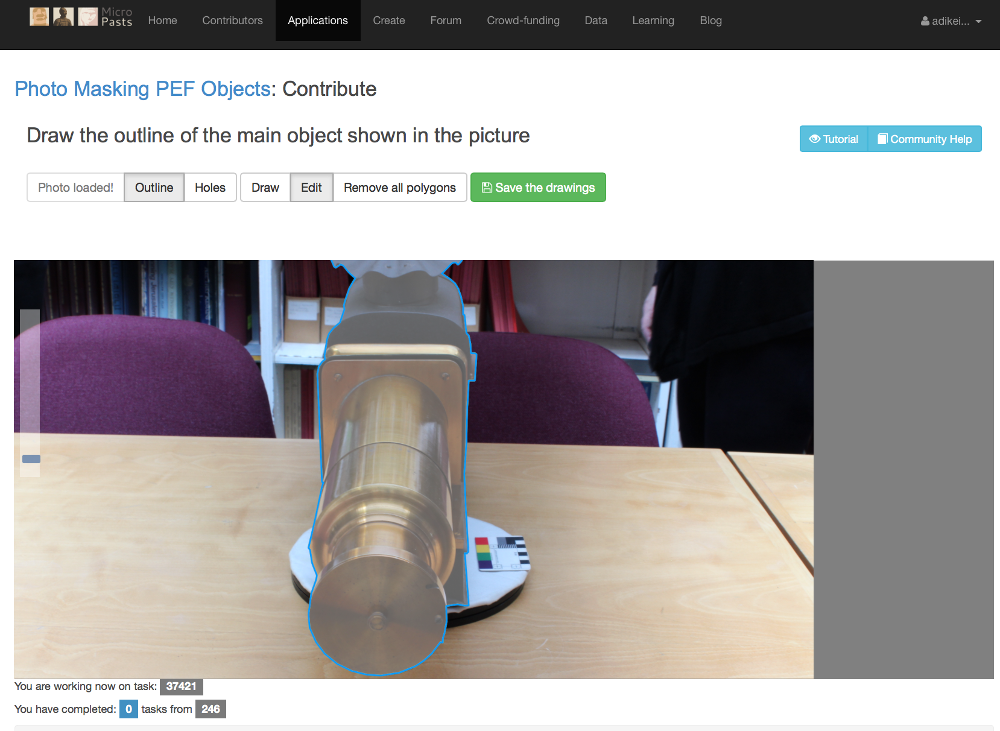 Micro
Pasts
Home Contributors Applications Create Forum Crowd-funding Data Learning Blog adikei...
Photo Masking PEF Objects: Contribute
Draw the outline of the main object shown in the picture
Tutorial Community Help
Photo loaded! Outline Holes Draw Edit Remove all polygons Save the drawings
You are working now on task: 37421
You have completed: 0 tasks from 246